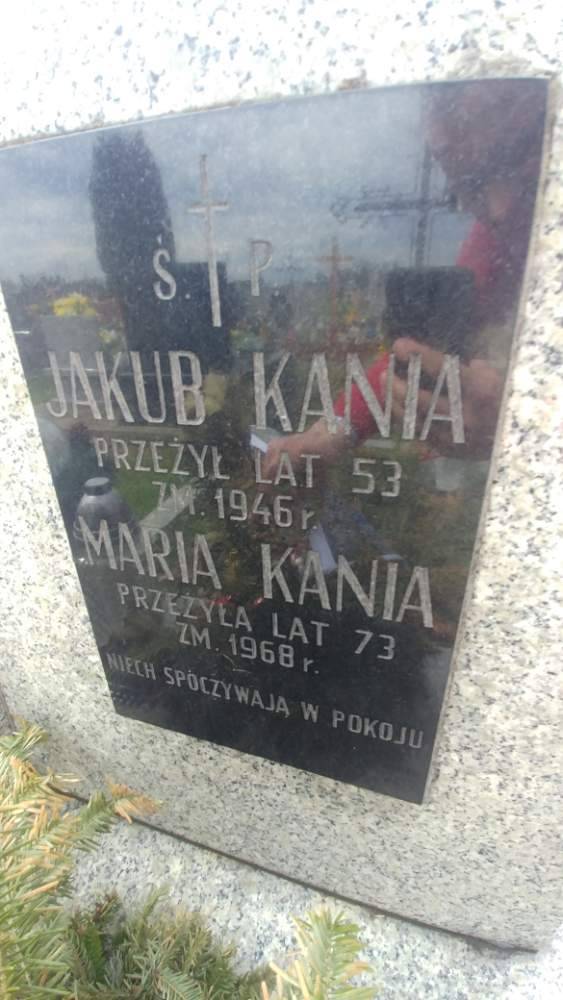 Ś. P.
JAKUB KANIA
PRZEŻYŁ LAT 53
ZM. 1946 r.
MARIA KANIA
PRZEŻYŁA LAT 73
ZM. 1968 r.
NIECH SPOCZYWAJĄ W POKOJU